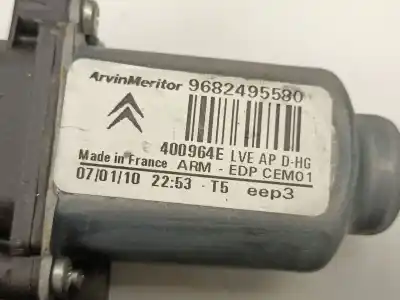 ArvinMeritor 9682495580
400964E LVE AP D-HG
Made in France ARM - EDP CEM01
07/01/10 22:53 - T5 eep3